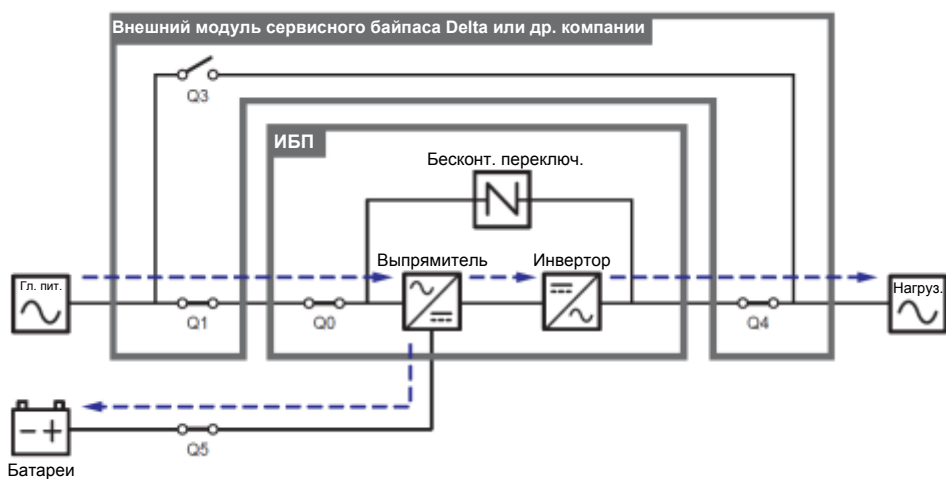 Внешний модуль сервисного байпаса Delta или др. компании
Q3
ИБП
Бесконт. переключ.
Выпрямитель
Инвертор
Гл. пит.
Нагруз.
Q1
Q0
Q4
Q5
Батареи